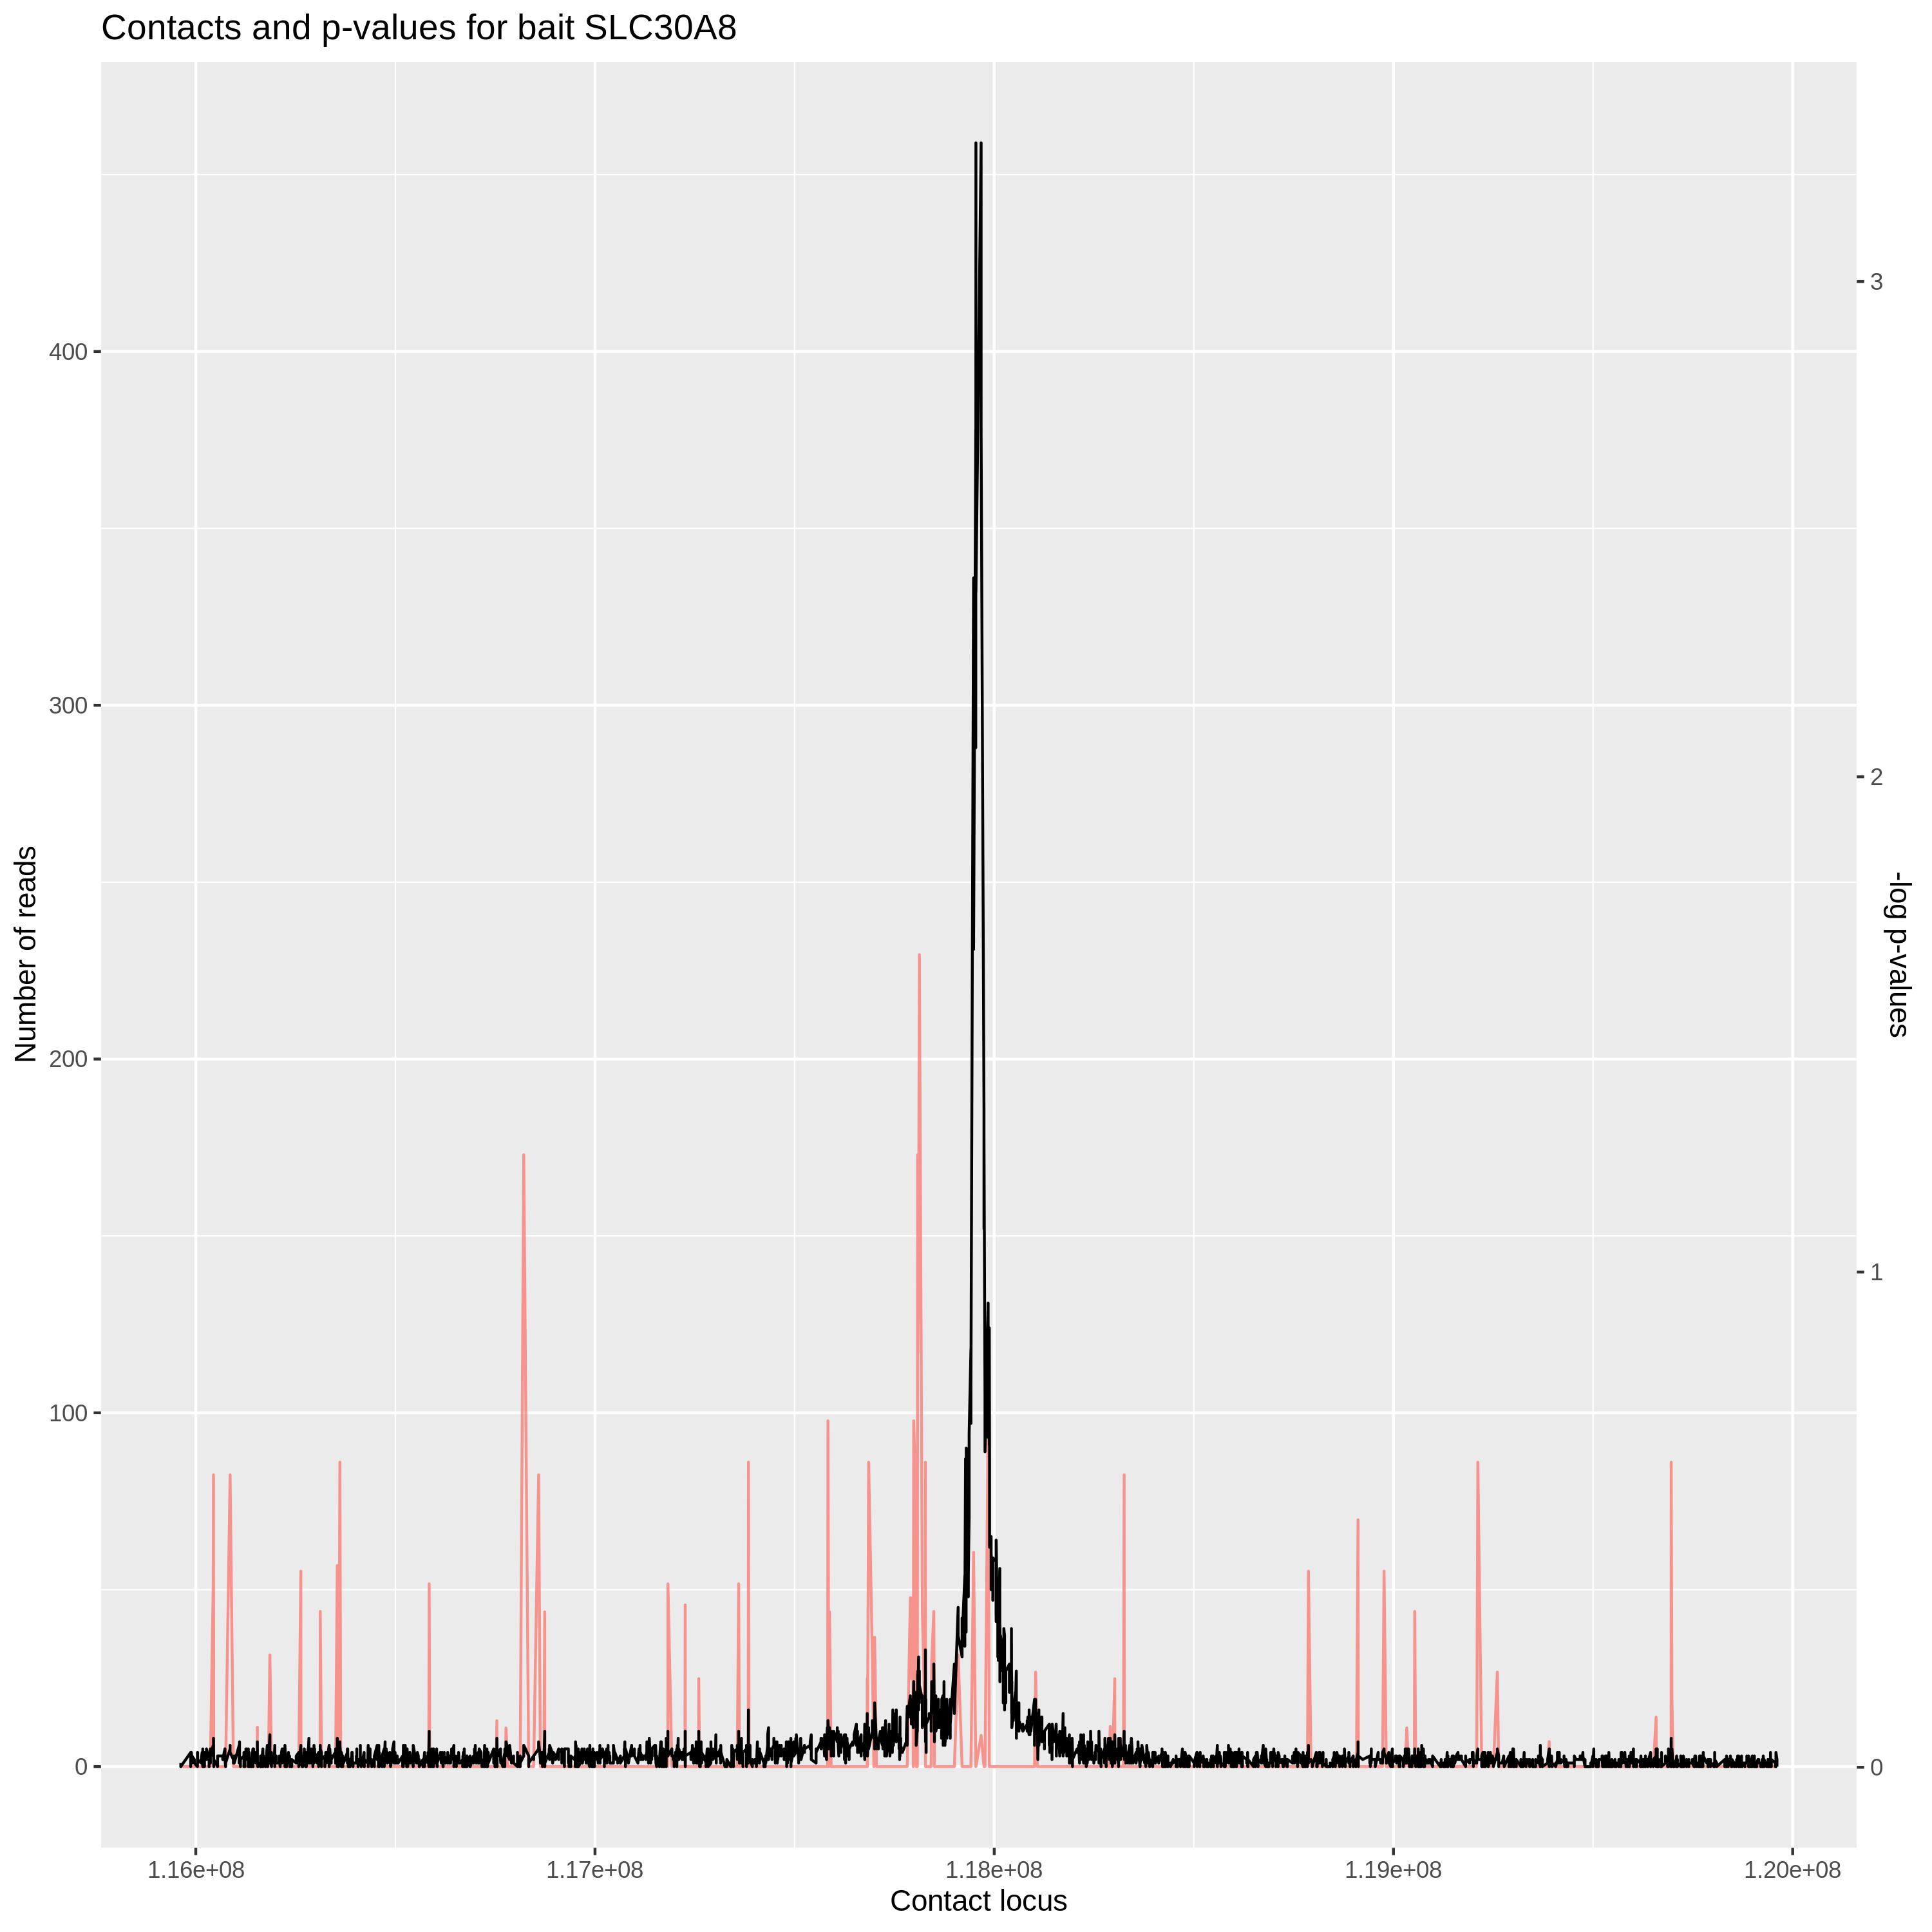 Contacts and p-values for bait SLC30A8
400
300
200
100
0
Number of reads
3
2
1
0
-log p-values
1.16e+08 1.17e+08 1.18e+08 1.19e+08 1.20e+08
Contact locus